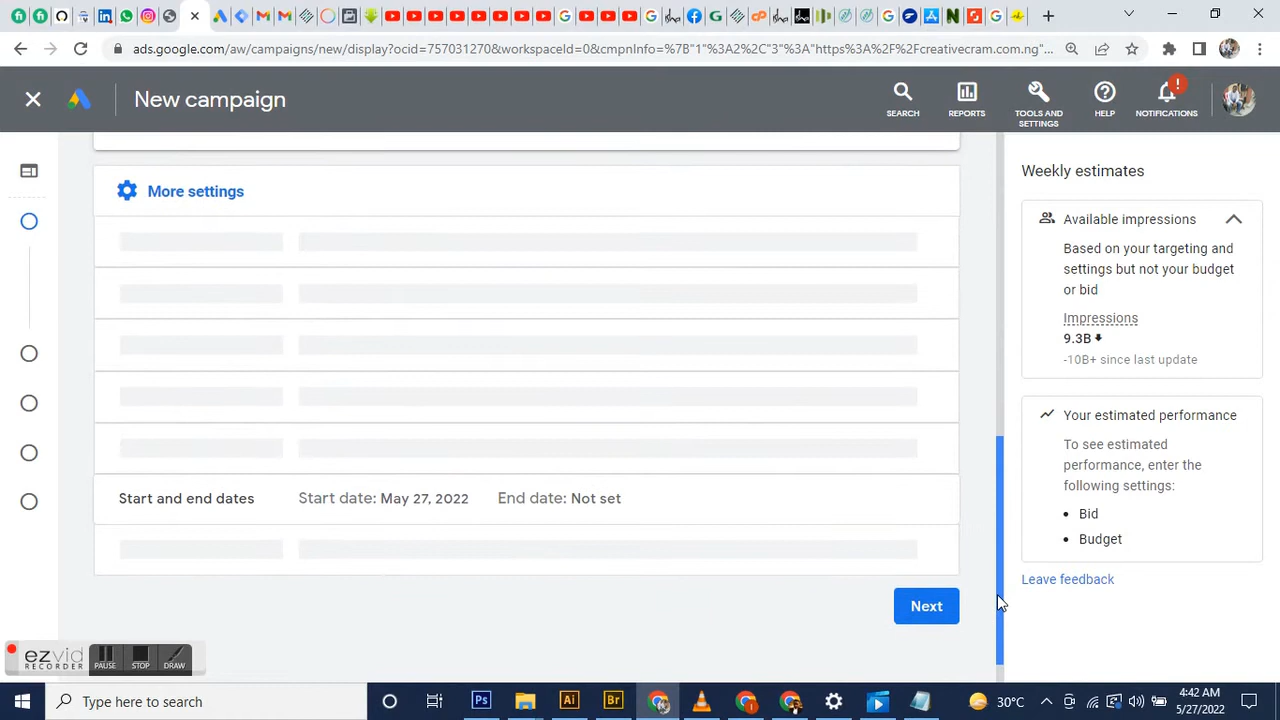 ads.google.com/aw/campaigns/new/display?ocid=757031270&workspaceId=0&cmpnInfo=%7B"1"%3A2%2C"3"%3A"https%3A%2F%2Fcreativecram.com.ng"...
New campaign
SEARCH
REPORTS
TOOLS AND
SETTINGS
HELP
!
NOTIFICATIONS
More settings
Start and end dates Start date: May 27, 2022 End date: Not set
Next
Weekly estimates
Available impressions
Based on your targeting and
settings but not your budget
or bid
Impressions
9.3B
-10B+ since last update
Your estimated performance
To see estimated
performance, enter the
following settings:
• Bid
• Budget
Leave feedback
ezvid
RECORDER
PAUSE
STOP
DRAW
Type here to search
Ps
Ai
Br
30°C
4:42 AM
5/27/2022